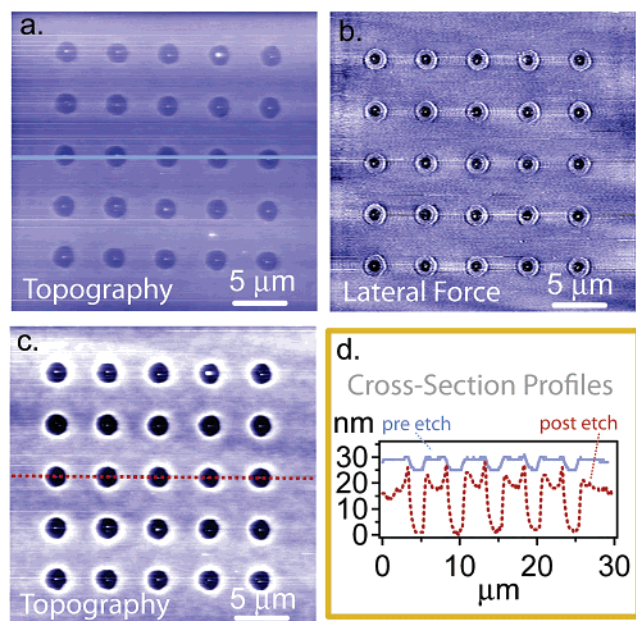 a.
Topography
5 μm
b.
Lateral Force
5 μm
c.
Topography
5 μm
d.
Cross-Section Profiles
nm
pre etch
post etch
30
20
10
0
0 10 20 30
μm